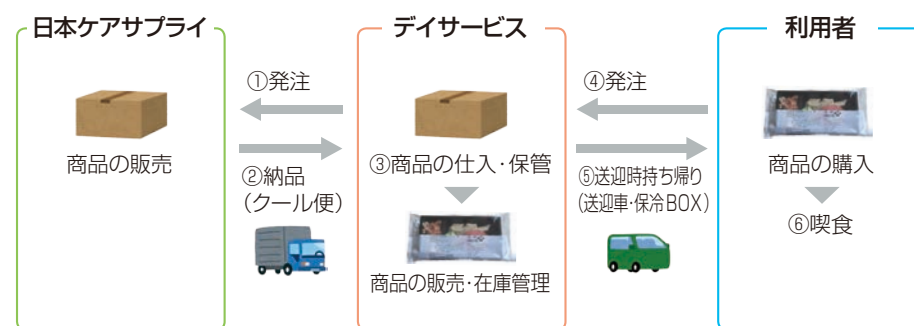 日本ケアサプライ
商品の販売
①発注
②納品
(クール便)
デイサービス
③商品の仕入・保管
商品の販売・在庫管理
④発注
⑤送迎時持ち帰り
(送迎車・保冷BOX)
利用者
商品の購入
⑥喫食